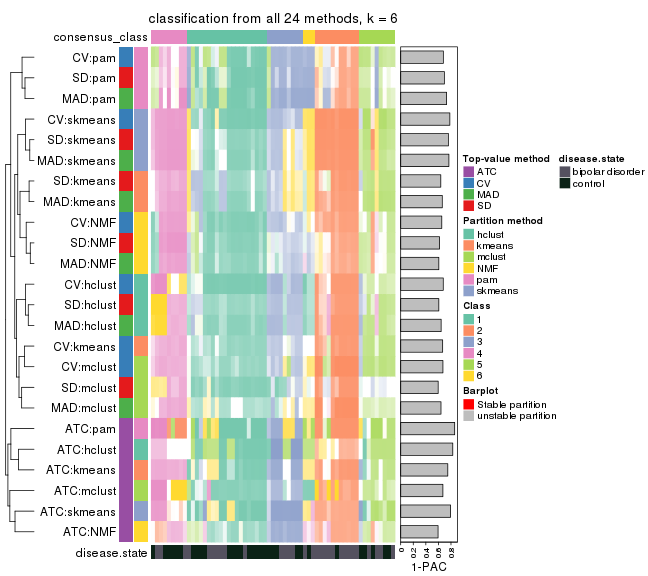 classification from all 24 methods, k = 6
consensus_class
CV:pam
SD:pam
MAD:pam
CV:skmeans
SD:skmeans
MAD:skmeans
SD:kmeans
MAD:kmeans
CV:NMF
SD:NMF
MAD:NMF
CV:hclust
SD:hclust
MAD:hclust
CV:kmeans
CV:mclust
SD:mclust
MAD:mclust
ATC:pam
ATC:hclust
ATC:kmeans
ATC:mclust
ATC:skmeans
ATC:NMF
disease.state
0 0.2 0.4 0.6 0.8
1-PAC
Top-value method
ATC
CV
MAD
SD
Partition method
hclust
kmeans
mclust
NMF
pam
skmeans
Class
1
2
3
4
5
6
Barplot
Stable partition
unstable partition
disease.state
bipolar disorder
control